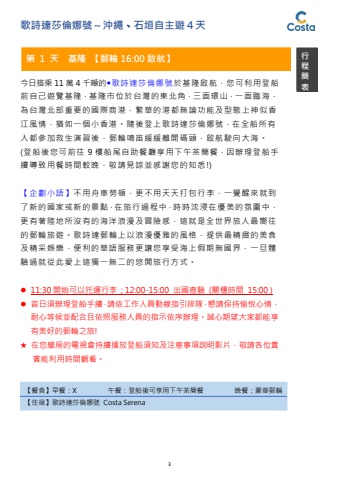 歌詩達莎倫娜號～沖繩、石垣自主遊４天
Costa
第 1 天　基隆 【郵輪 16:00 啟航】
行
程
簡
表
今日搭乘 11 萬 4 千噸的◆歌詩達莎倫娜號於基隆啟航，您可利用登船
前自己遊覽基隆，基隆市位於台灣的東北角，三面環山，一面臨海，
為台灣北部重要的國際商港，繁華的港都無論功能及型態上神似香
江風情，猶如一個小香港。隨後登上歌詩達莎倫娜號，在全船所有
人都參加救生演習後，郵輪鳴笛緩緩離開碼頭，啟航駛向大海。
(登船後您可前往 9 樓船尾自助餐廳享用下午茶簡餐，因辦理登船手
續導致用餐時間較晚，敬請見諒並感謝您的知悉!)
【企劃小語】不用舟車勞頓，更不用天天打包行李，一覺醒來就到
了新的國家或新的景點，在旅行過程中，時時沈浸在優美的氛圍中，
更有著陸地所沒有的海洋浪漫及冒險感，這就是全世界旅人最嚮往
的郵輪旅遊。歌詩達郵輪上以浪漫優雅的風格，提供最精緻的美食
及精采娛樂，便利的華語服務更讓您享受海上假期無國界，一旦體
驗過就從此愛上這獨一無二的悠閒旅行方式。
● 11:30 開始可以托運行李；12:00-15:00 出國查驗 (關櫃時間 15:00 )
● 首日須辦理登船手續，請依工作人員動線指引排隊，懇請保持愉悅心情，
耐心等候並配合且依照服務人員的指示依序辦理。誠心期望大家都能享
有美好的郵輪之旅!
★ 在您艙房的電視會持續播放登船須知及注意事項說明影片，敬請各位貴
賓能利用時間觀看。
【餐食】早餐：X　午餐：登船後可享用下午茶簡餐　晚餐：豪華郵輪
【住宿】歌詩達莎倫娜號 Costa Serena
3